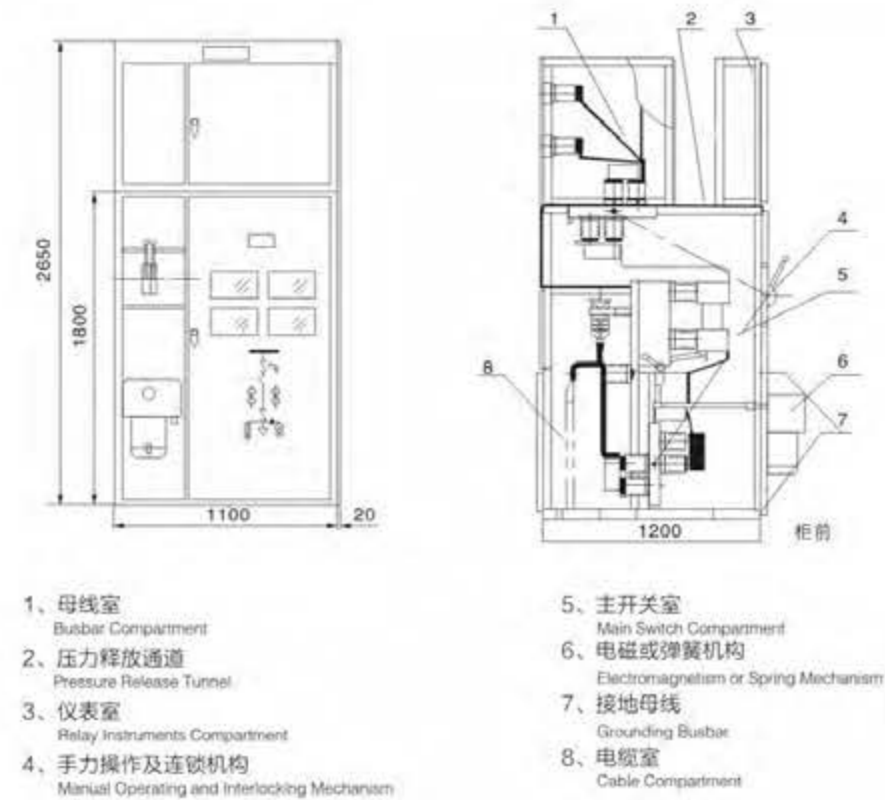 1
2
3
2650
1800
4
5
6
7
8
1100
20
1200
柜前
1、母线室
Busbar Compartment
2、压力释放通道
Pressure Release Tunnel
3、仪表室
Relay Instruments Compartment
4、手力操作及连锁机构
Manual Operating and Interlocking Mechanism
5、主开关室
Main Switch Compartment
6、电磁或弹簧机构
Electromagnetism or Spring Mechanism
7、接地母线
Grounding Busbar
8、电缆室
Cable Compartment